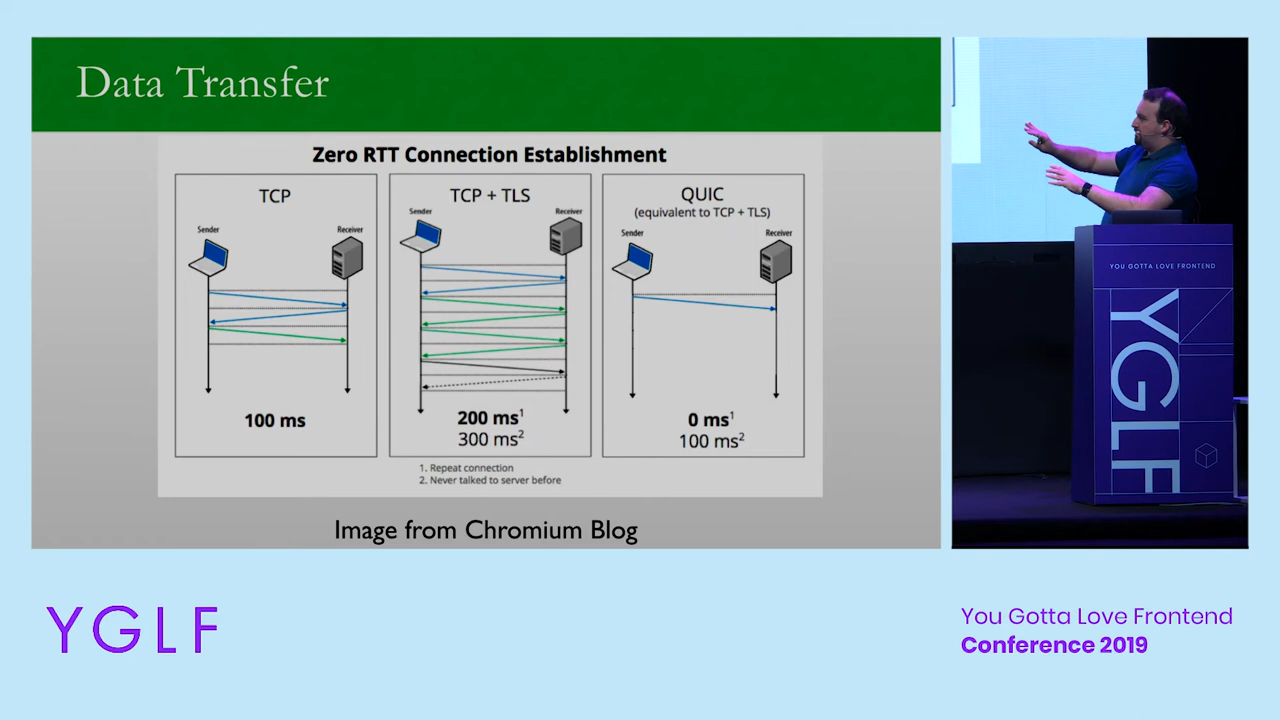 Data Transfer
Zero RTT Connection Establishment
TCP
Sender
Receiver
100 ms
TCP + TLS
Sender
Receiver
200 ms¹
300 ms²
QUIC
(equivalent to TCP + TLS)
Sender
Receiver
0 ms¹
100 ms²
1. Repeat connection
2. Never talked to server before
Image from Chromium Blog
YOU GOTTA LOVE FRONTEND
YGLF
YGLF
You Gotta Love Frontend
Conference 2019